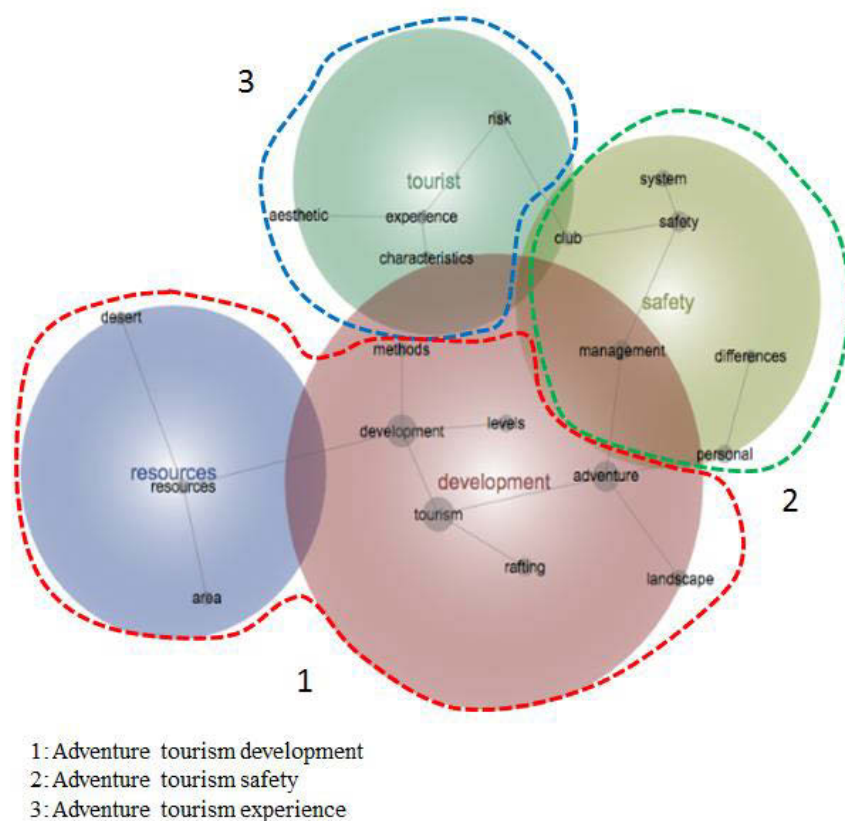 3
risk
tourist
system
aesthetic
experience
safety
club
characteristics
safety
desert
methods
management
differences
development
levels
personal
resources
resources
development
adventure
2
tourism
rafting
landscape
area
1
1: Adventure tourism development
2: Adventure tourism safety
3: Adventure tourism experience